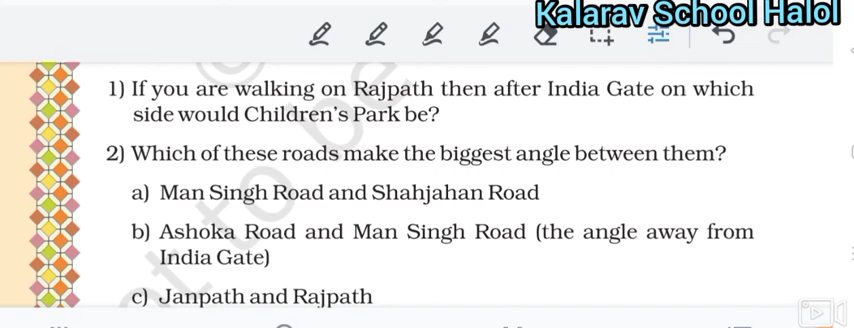 Kalarav School Halol
1) If you are walking on Rajpath then after India Gate on which
side would Children's Park be?
2) Which of these roads make the biggest angle between them?
a) Man Singh Road and Shahjahan Road
b) Ashoka Road and Man Singh Road (the angle away from
India Gate)
c) Janpath and Rajpath